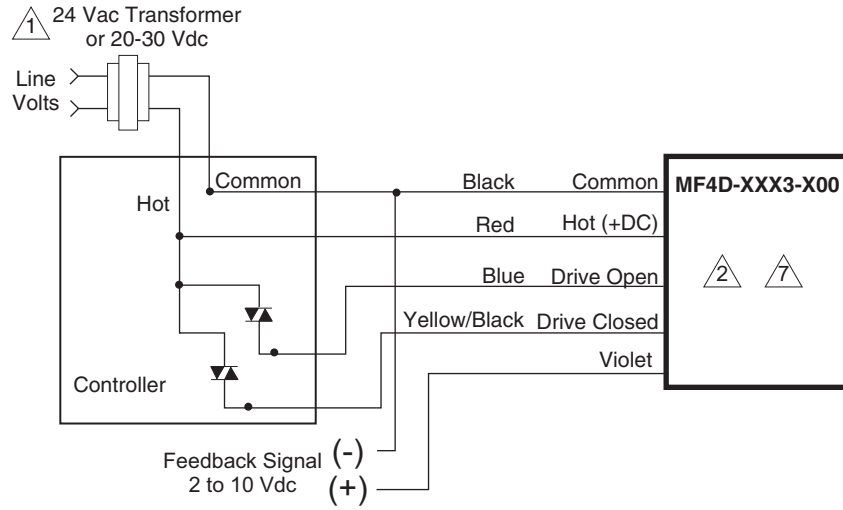 1
24 Vac Transformer
or 20-30 Vdc
Line
Volts
Common
Hot
Black
Common
MF4D-XXX3-X00
Red
Hot (+DC)
Blue
Drive Open
2
7
Yellow/Black
Drive Closed
Violet
Controller
Feedback Signal
2 to 10 Vdc
(-)
(+)